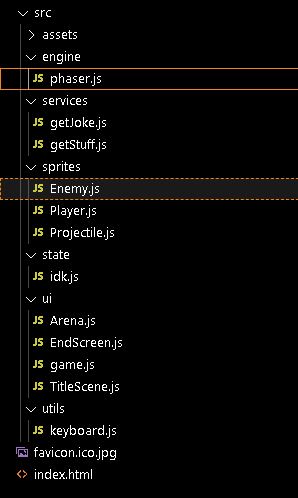 src
assets
engine
JS phaser.js
services
JS getJoke.js
JS getStuff.js
sprites
JS Enemy.js
JS Player.js
JS Projectile.js
state
JS idk.js
ui
JS Arena.js
JS EndScreen.js
JS game.js
JS TitleScene.js
utils
JS keyboard.js
favicon.ico.jpg
<> index.html